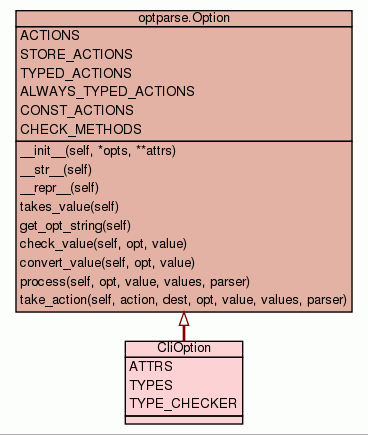 optparse.Option
ACTIONS
STORE_ACTIONS
TYPED_ACTIONS
ALWAYS_TYPED_ACTIONS
CONST_ACTIONS
CHECK_METHODS
__init__(self, *opts, **attrs)
__str__(self)
__repr__(self)
takes_value(self)
get_opt_string(self)
check_value(self, opt, value)
convert_value(self, opt, value)
process(self, opt, value, values, parser)
take_action(self, action, dest, opt, value, values, parser)
CliOption
ATTRS
TYPES
TYPE_CHECKER